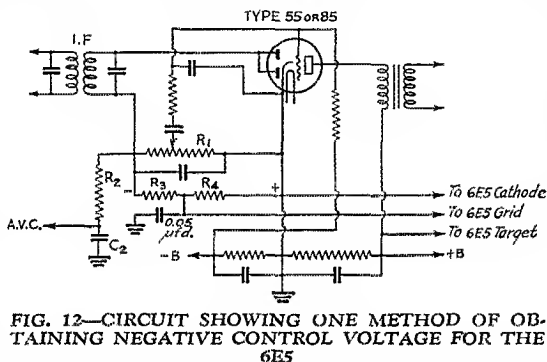 TYPE 55 OR 85
I.F
R1
R2
R3
R4
-
+
To 6E5 Cathode
A.V.C.
0.05
µfd.
To 6E5 Grid
To 6E5 Target
C2
-B
+B
FIG. 12—CIRCUIT SHOWING ONE METHOD OF OB-
TAINING NEGATIVE CONTROL VOLTAGE FOR THE
6E5